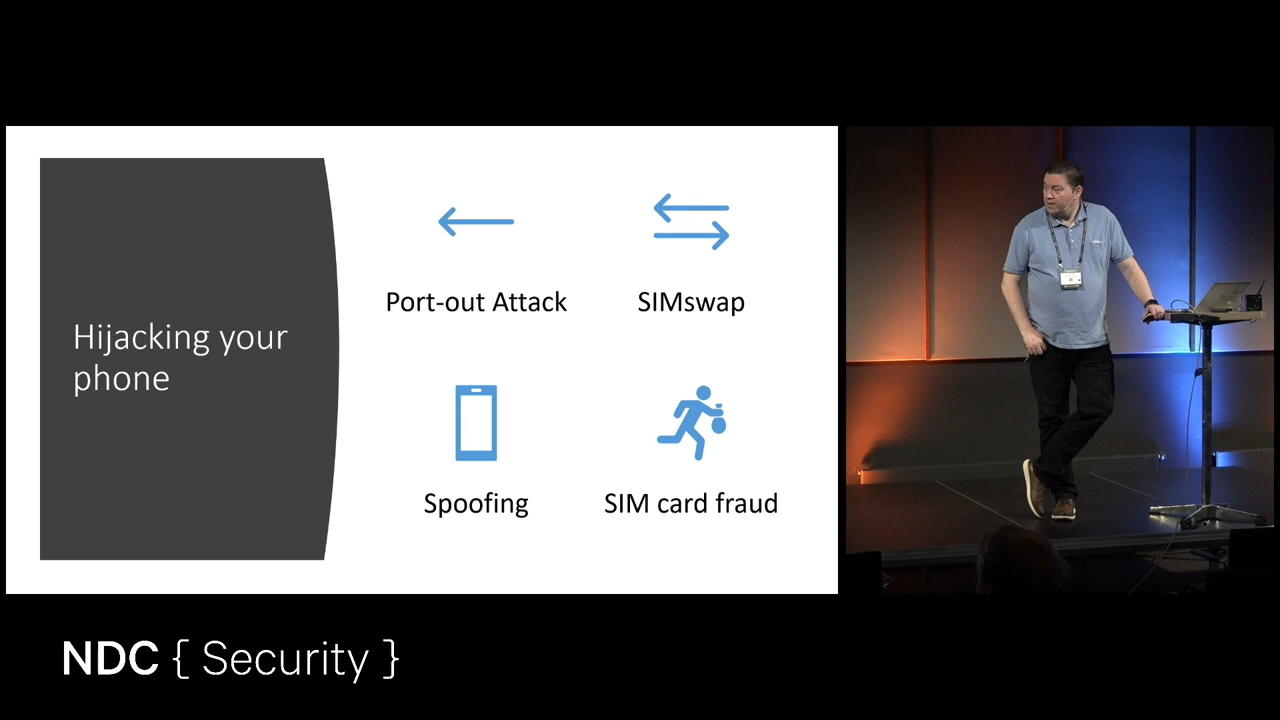 Hijacking your
phone
Port-out Attack
SIMswap
Spoofing
SIM card fraud
NDC { Security }